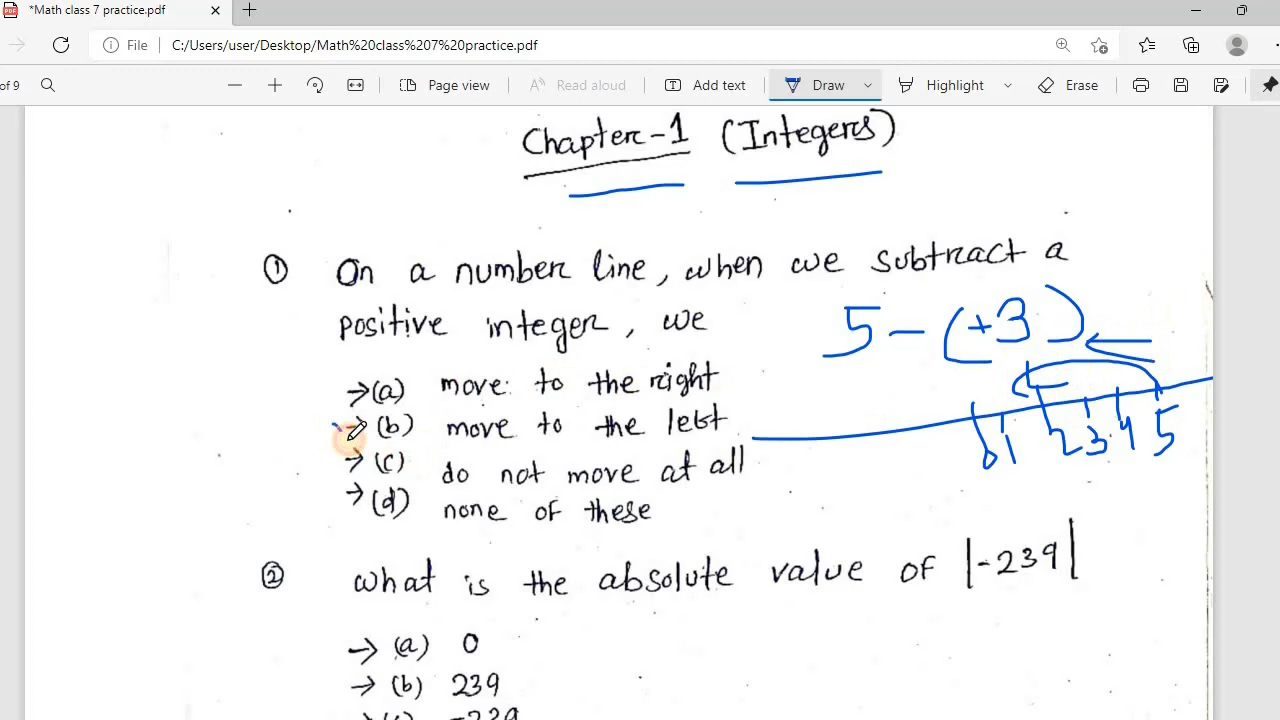 *Math class 7 practice.pdf
File C:/Users/user/Desktop/Math%20class%207%20practice.pdf
of 9 Page view Read aloud Add text Draw Highlight Erase
Chapter-1 (Integers)
① On a number line, when we subtract a
positive integer, we
5 - (+3)
→ (a) move to the right
→ (b) move to the left
→ (c) do not move at all
→ (d) none of these
0 1 2 3 4 5
② What is the absolute value of |-239|
→ (a) 0
→ (b) 239
→ (c) -239